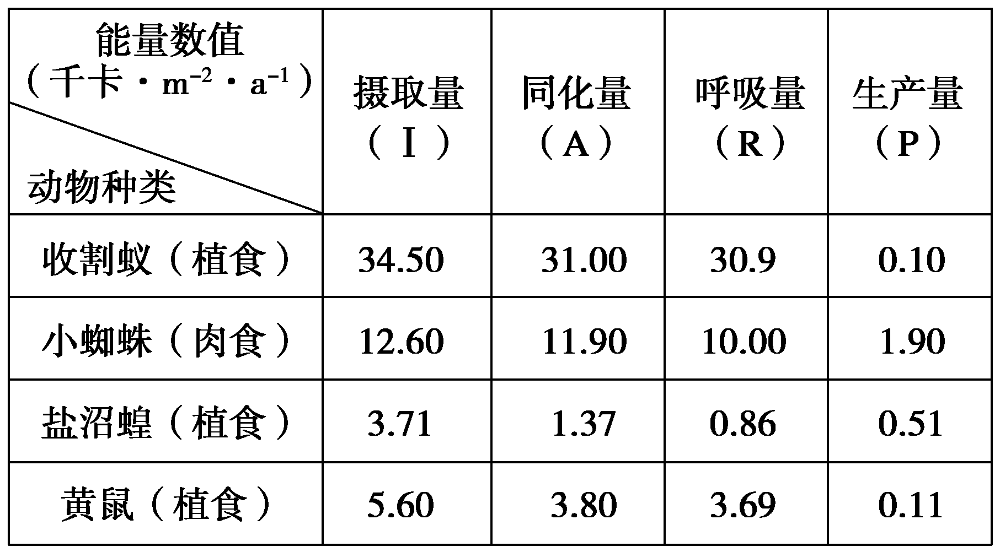 能量数值
（千卡·m⁻²·a⁻¹）
动物种类
摄取量
（Ⅰ）
同化量
（A）
呼吸量
（R）
生产量
（P）
收割蚁（植食） 34.50 31.00 30.9 0.10
小蜘蛛（肉食） 12.60 11.90 10.00 1.90
盐沼蝗（植食） 3.71 1.37 0.86 0.51
黄鼠（植食） 5.60 3.80 3.69 0.11